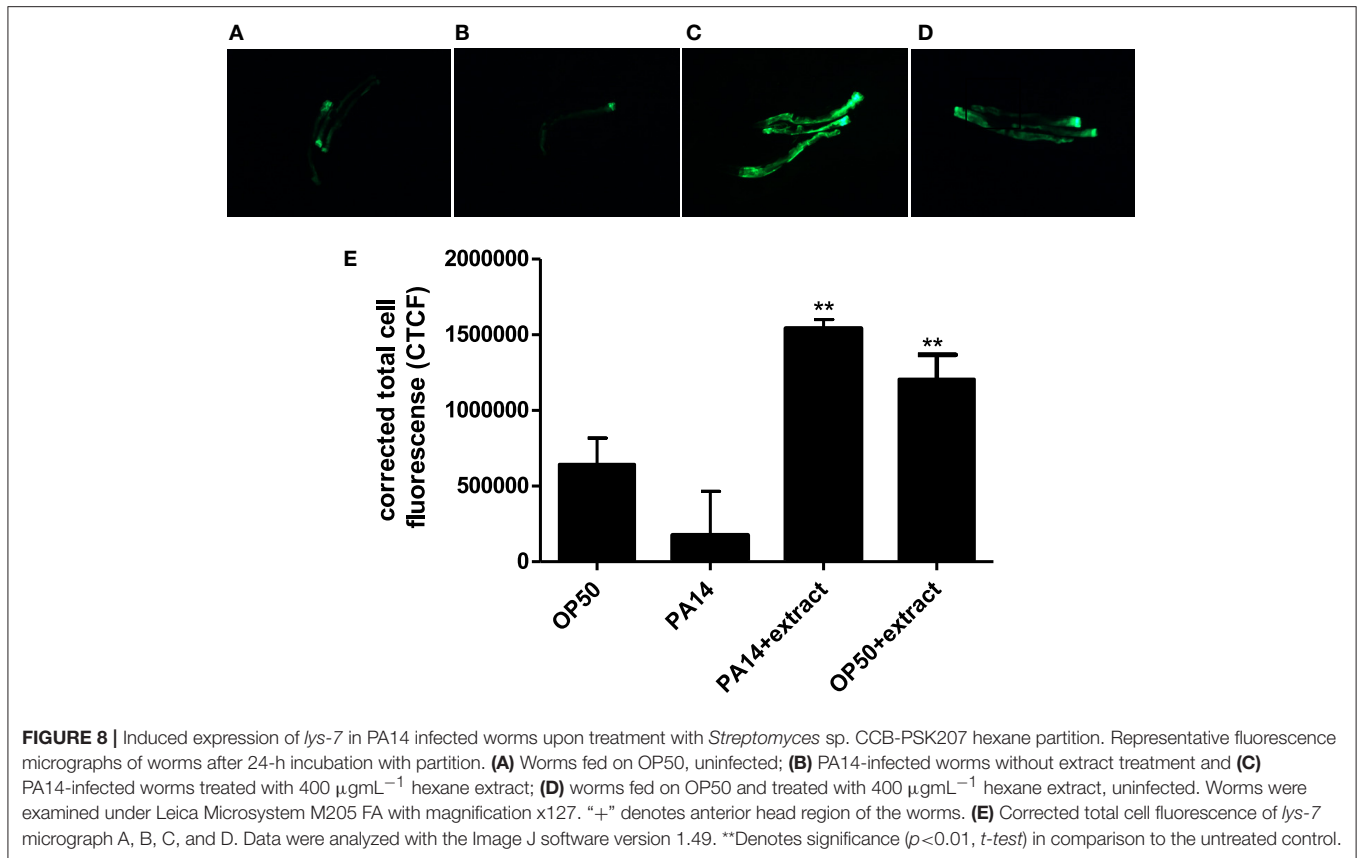 A
B
C
D
E
corrected total cell
fluorescense (CTCF)
2000000
1500000
1000000
500000
0
**
**
OP50
PA14
PA14+extract
OP50+extract
FIGURE 8 | Induced expression of lys-7 in PA14 infected worms upon treatment with Streptomyces sp. CCB-PSK207 hexane partition. Representative fluorescence
micrographs of worms after 24-h incubation with partition. (A) Worms fed on OP50, uninfected; (B) PA14-infected worms without extract treatment and (C)
PA14-infected worms treated with 400 μgmL⁻¹ hexane extract; (D) worms fed on OP50 and treated with 400 μgmL⁻¹ hexane extract, uninfected. Worms were
examined under Leica Microsystem M205 FA with magnification x127. “+” denotes anterior head region of the worms. (E) Corrected total cell fluorescence of lys-7
micrograph A, B, C, and D. Data were analyzed with the Image J software version 1.49. **Denotes significance (p<0.01, t-test) in comparison to the untreated control.